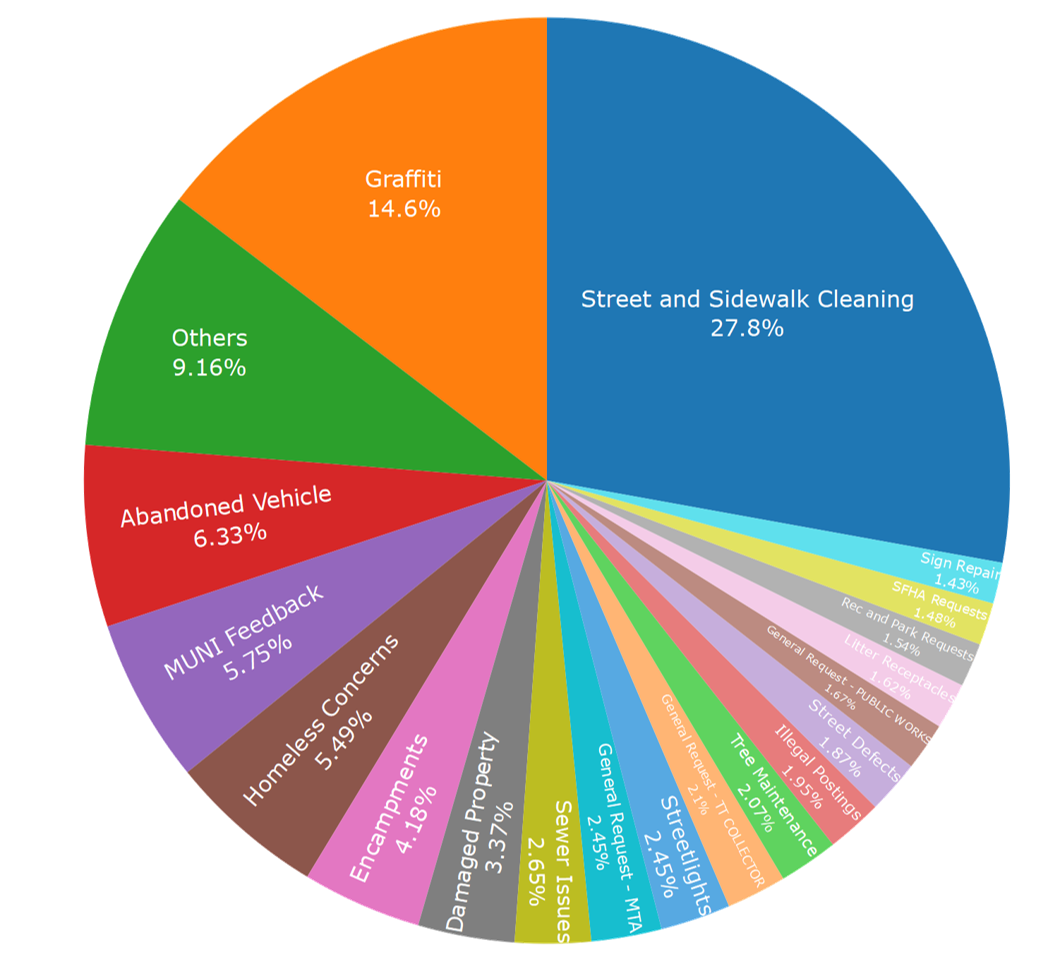 Graffiti
14.6%
Street and Sidewalk Cleaning
27.8%
Others
9.16%
Abandoned Vehicle
6.33%
MUNI Feedback
5.75%
Homeless Concerns
5.49%
Encampments
4.18%
Damaged Property
3.37%
Sewer Issues
2.65%
General Request - MTA
2.45%
Streetlights
2.45%
General Request - TT COLLECTOR
2.1%
Tree Maintenance
2.07%
Illegal Postings
1.95%
Street Defects
1.87%
General Request - PUBLIC WORKS
1.67%
Litter Receptacles
1.62%
Rec and Park Requests
1.54%
SFHA Requests
1.48%
Sign Repair
1.43%